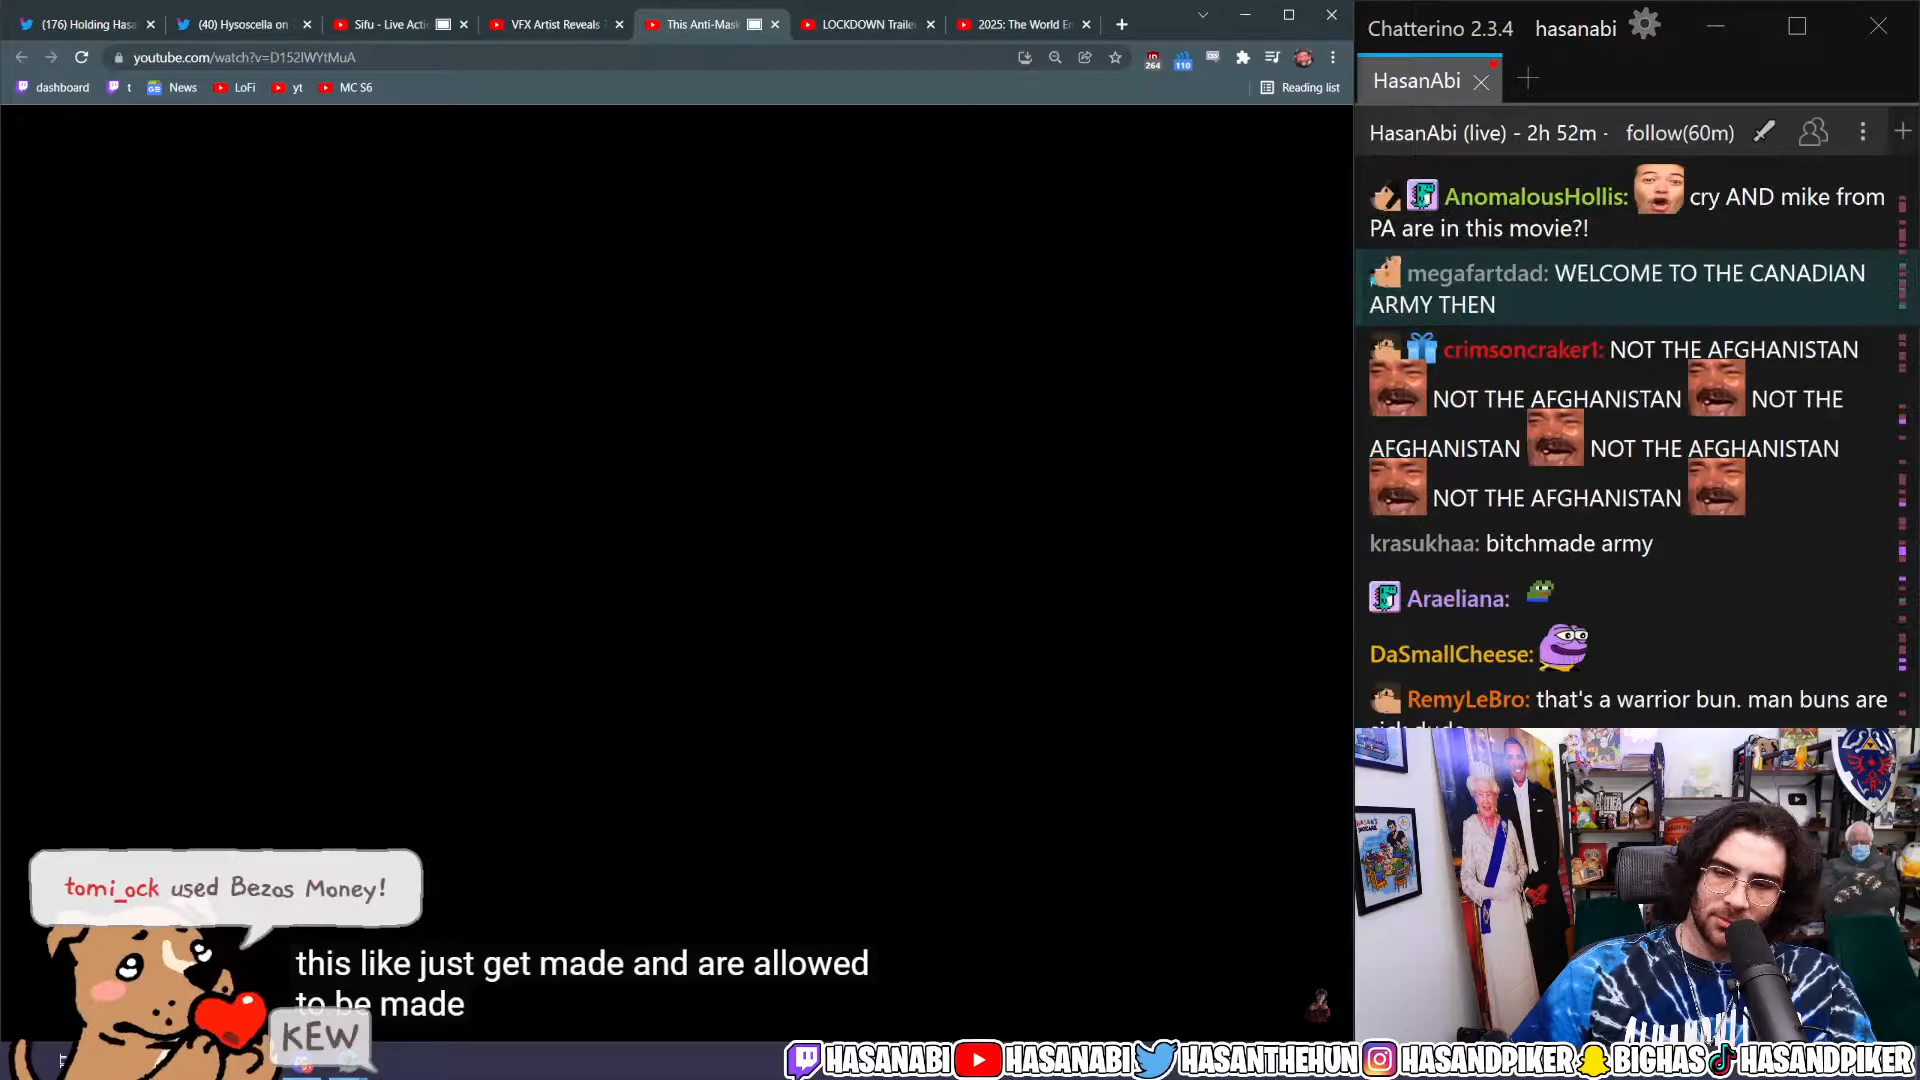 (176) Holding Hasa
(40) Hysoscella on
Sifu - Live Acti
VFX Artist Reveals
This Anti-Mask
LOCKDOWN Traile
2025: The World En
youtube.com/watch?v=D152IWYtMuA
264
110
dashboard
t
News
LoFi
yt
MC S6
Reading list
Chatterino 2.3.4
hasanabi
HasanAbi
HasanAbi (live) - 2h 52m -
follow(60m)
AnomalousHollis: cry AND mike from
PA are in this movie?!
megafartdad: WELCOME TO THE CANADIAN
ARMY THEN
crimsoncraker1: NOT THE AFGHANISTAN
NOT THE AFGHANISTAN NOT THE
AFGHANISTAN NOT THE AFGHANISTAN
NOT THE AFGHANISTAN
krasukhaa: bitchmade army
Araeliana:
DaSmallCheese:
RemyLeBro: that's a warrior bun. man buns are
tomi_ock used Bezos Money!
this like just get made and are allowed
to be made
KEW
HASANABI HASANABI HASANTHEHUN HASANDPIKER BIGHAS HASANDPIKER